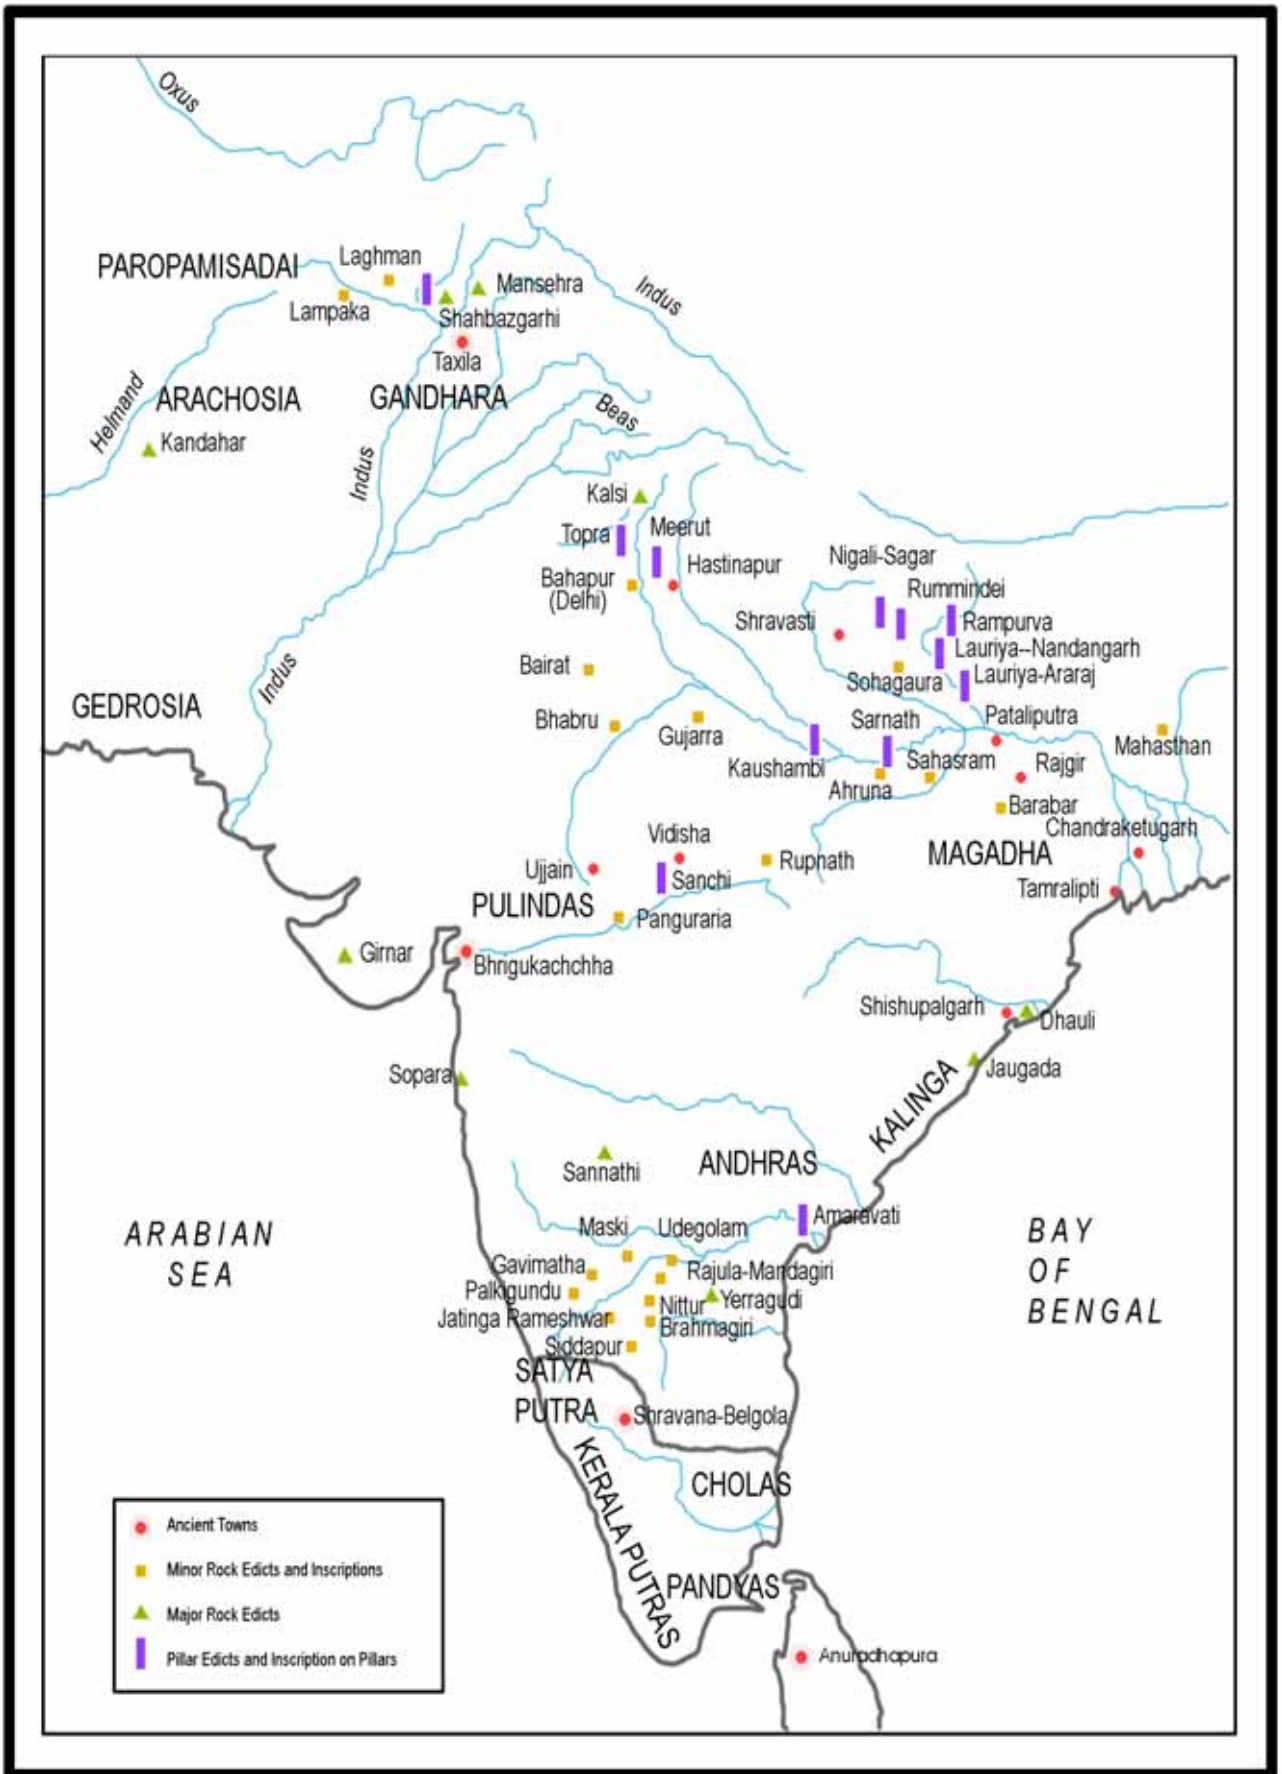 Oxus
PAROPAMISADAI
Laghman
Mansehra
Indus
Lampaka
Shahbazgarhi
Taxila
Helmand
ARACHOSIA
GANDHARA
Beas
Kandahar
Indus
Kalsi
Topra
Meerut
Nigali-Sagar
Hastinapur
Bahapur
(Delhi)
Rummindei
Shravasti
Rampurva
Lauriya--Nandangarh
Bairat
Indus
Sohagaura
Lauriya-Araraj
GEDROSIA
Bhabru
Gujarra
Sarnath
Pataliputra
Mahasthan
Kaushambi
Sahasram
Rajgir
Ahruna
Barabar
Chandraketugarh
Vidisha
MAGADHA
Ujjain
Rupnath
Sanchi
Tamralipti
PULINDAS
Panguraria
Girnar
Bhrigukachchha
Shishupalgarh
Dhauli
Sopara
Jaugada
KALINGA
Sannathi
ANDHRAS
Amaravati
ARABIAN
SEA
BAY
OF
BENGAL
Maski
Udegolam
Gavimatha
Rajula-Mandagiri
Palkigundu
Nittur
Yerragudi
Jatinga Rameshwar
Brahmagiri
Siddapur
SATYA
PUTRA
Shravana-Belgola
KERALA PUTRAS
CHOLAS
PANDYAS
Anuradhapura
Ancient Towns
Minor Rock Edicts and Inscriptions
Major Rock Edicts
Pillar Edicts and Inscription on Pillars